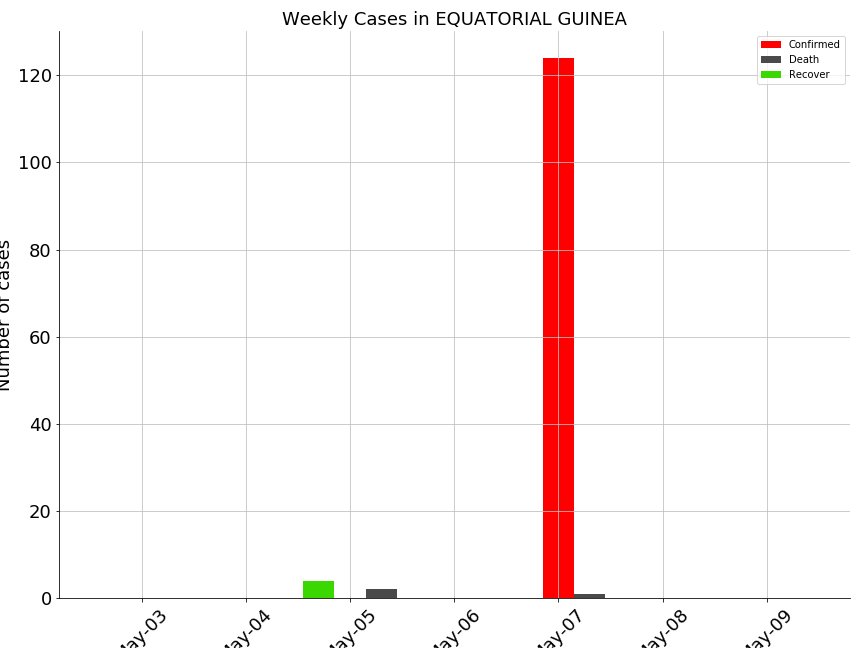 Weekly Cases in EQUATORIAL GUINEA
Confirmed
Death
Recover
Number of cases
120
100
80
60
40
20
0
May-03
May-04
May-05
May-06
May-07
May-08
May-09